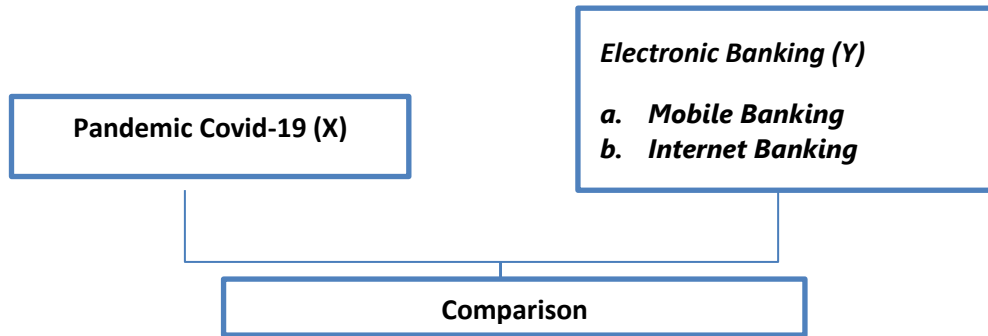 Pandemic Covid-19 (X)
Electronic Banking (Y)
a. Mobile Banking
b. Internet Banking
Comparison